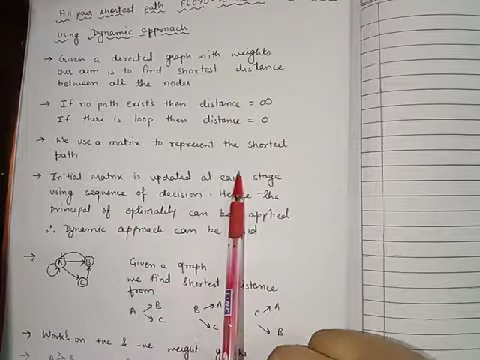 All pair shortest path
using Dynamic approach
→ Given a directed graph with weights
our aim is to find shortest distance
between all the nodes
→ If no path exists then distance = ∞
If there is loop then distance = 0
→ We use a matrix to represent the shortest
path
→ Initial matrix is updated at each stage
using sequence of decision. Hence the
principal of optimality can be applied
∴ Dynamic approach can be used
→ A B C
Given a graph
we find shortest distance
from
A → B → C
B → A → C
C → A → B
→ Works on +ve & -ve weight